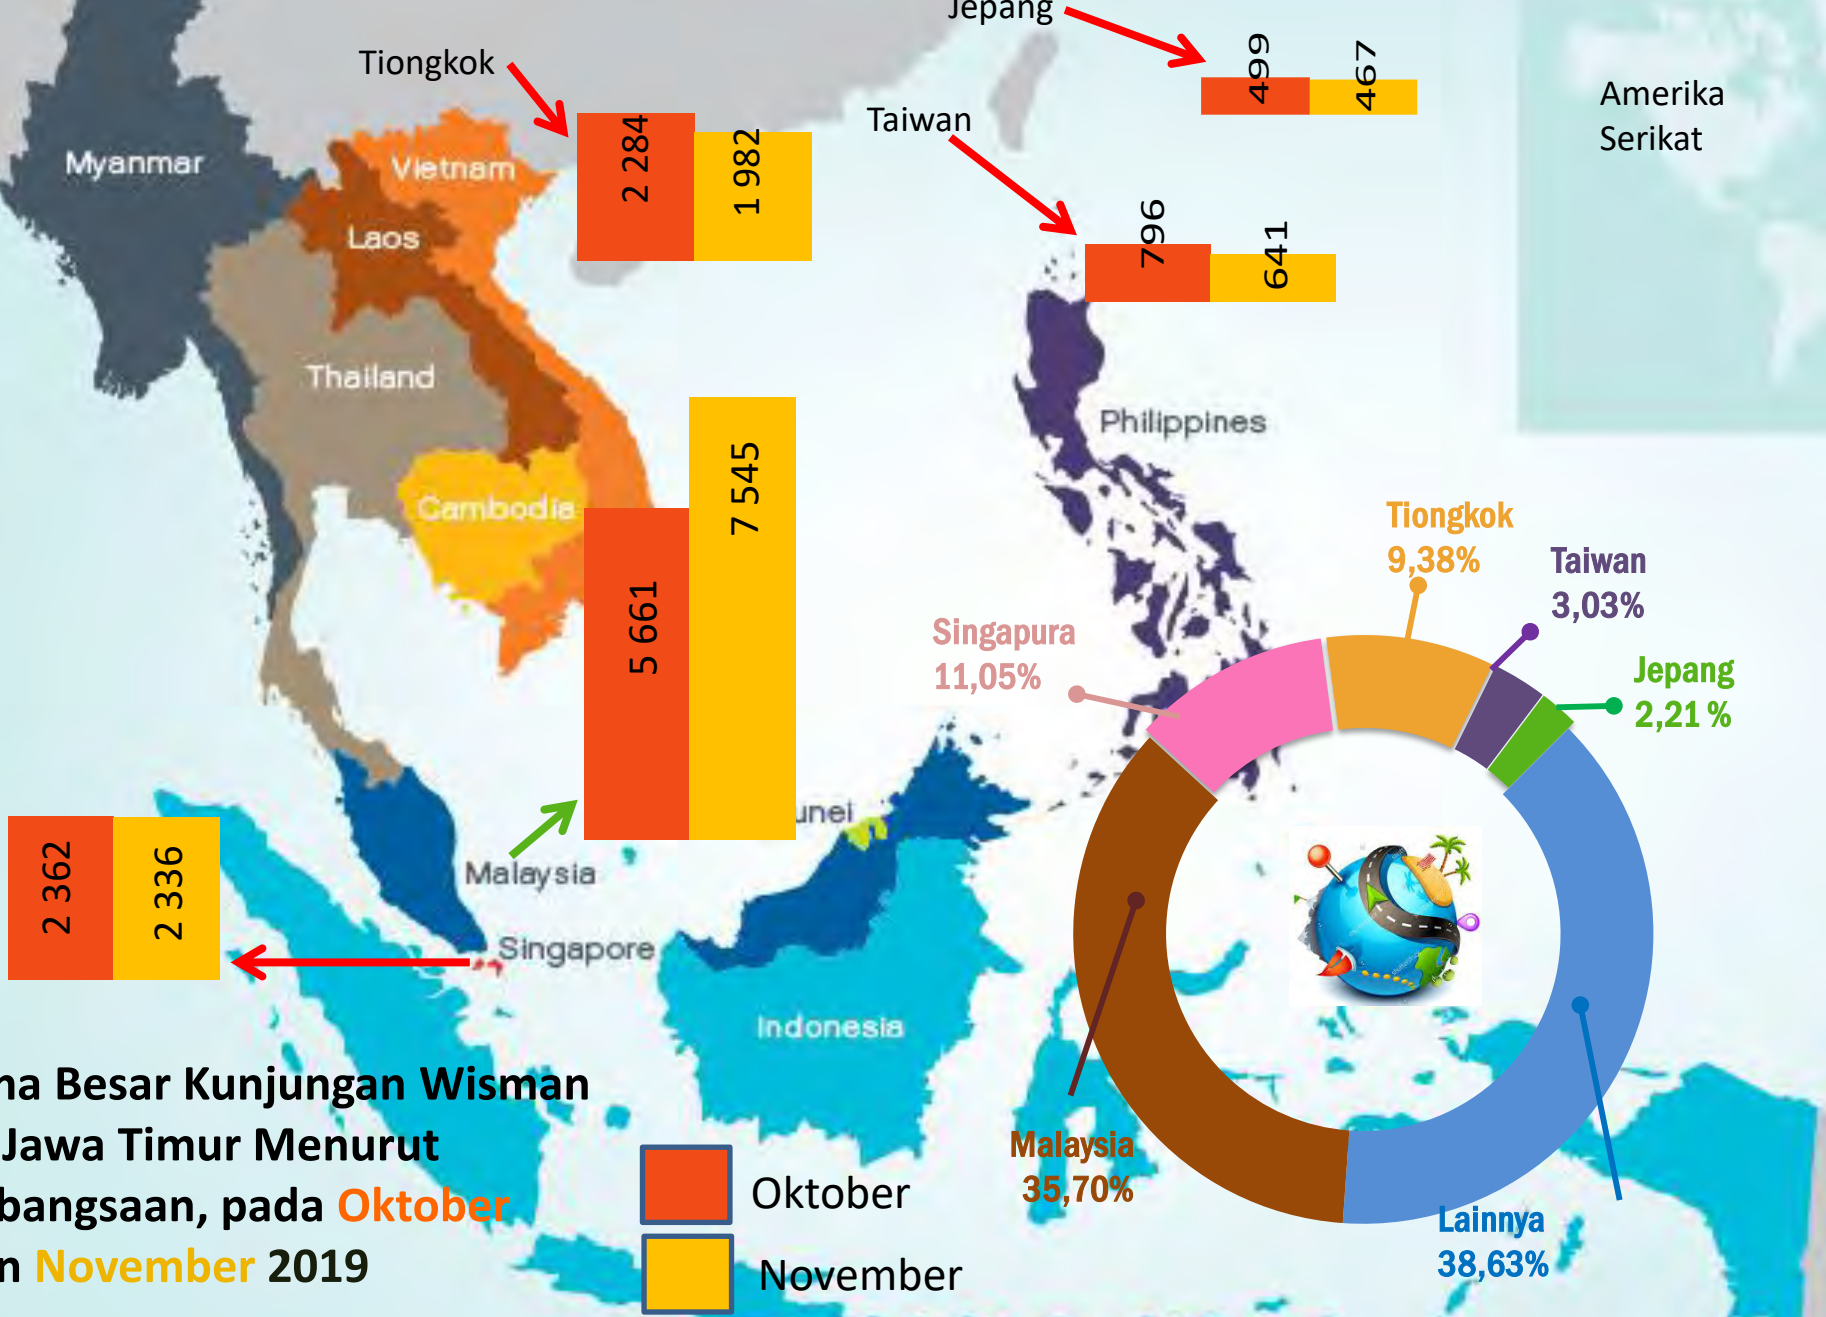 Jepang
499
467
Amerika
Serikat
Tiongkok
2 284
1 982
Taiwan
796
641
Myanmar
Vietnam
Laos
Thailand
Cambodia
Philippines
5 661
7 545
Malaysia
Singapore
2 362
2 336
Indonesia
Tiongkok
9,38%
Taiwan
3,03%
Jepang
2,21 %
Singapura
11,05%
Malaysia
35,70%
Lainnya
38,63%
Besar Kunjungan Wisman
Jawa Timur Menurut
bangsaan, pada Oktober
November 2019
Oktober
November